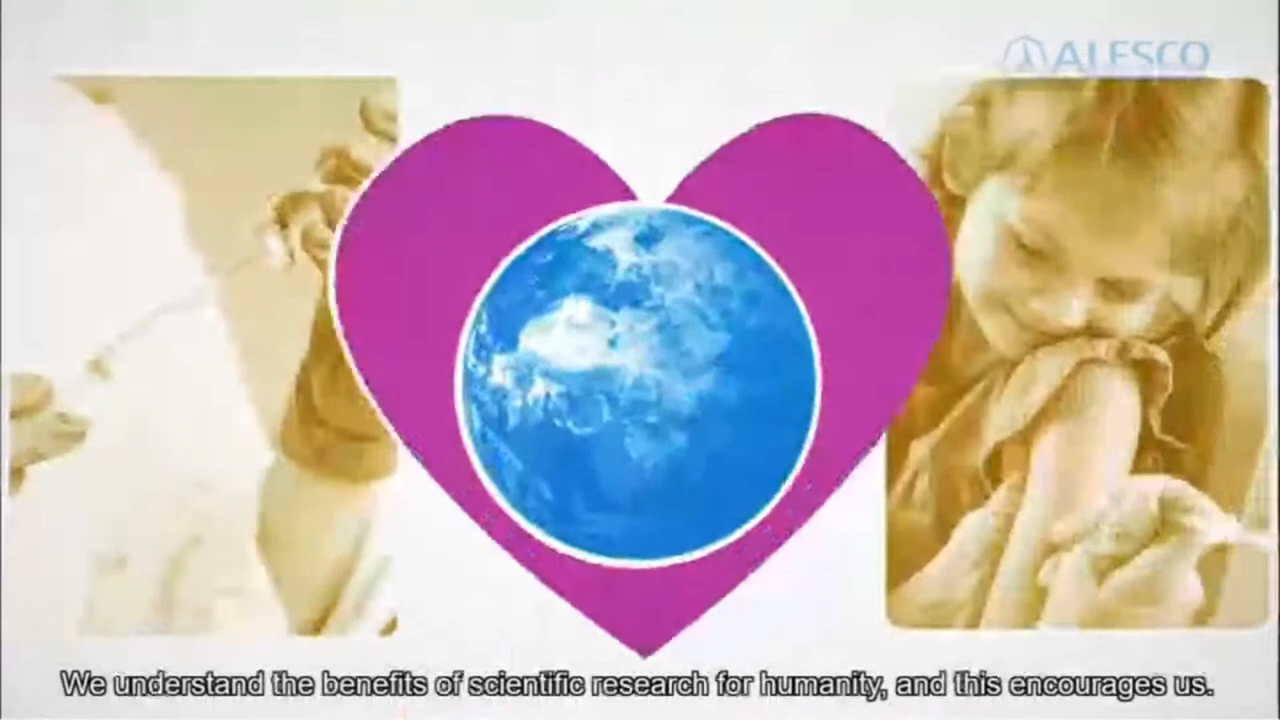 ALESCO
We understand the benefits of scientific research for humanity, and this encourages us.